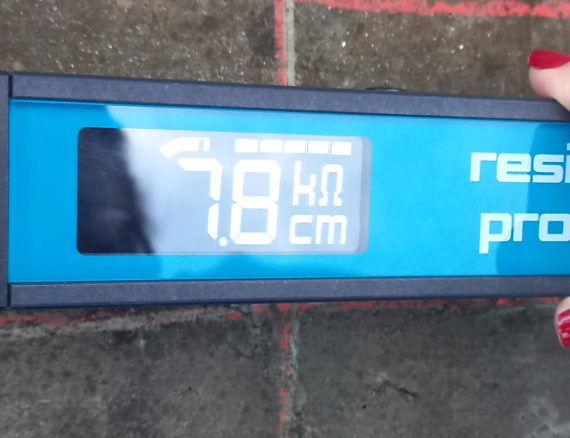 7.8 kΩ
cm
resi
pro